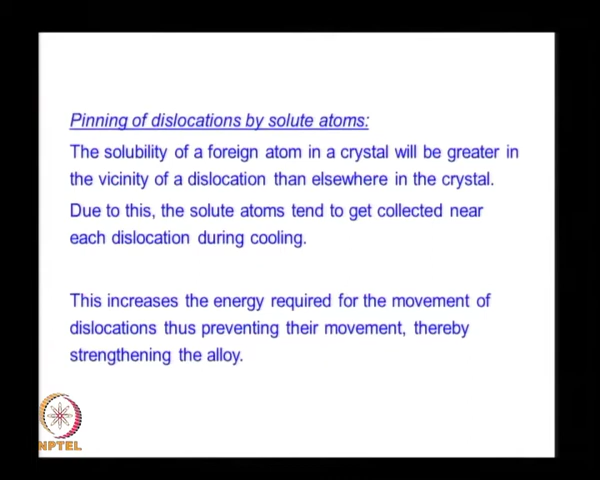 Pinning of dislocations by solute atoms:
The solubility of a foreign atom in a crystal will be greater in
the vicinity of a dislocation than elsewhere in the crystal.
Due to this, the solute atoms tend to get collected near
each dislocation during cooling.
This increases the energy required for the movement of
dislocations thus preventing their movement, thereby
strengthening the alloy.
NPTEL